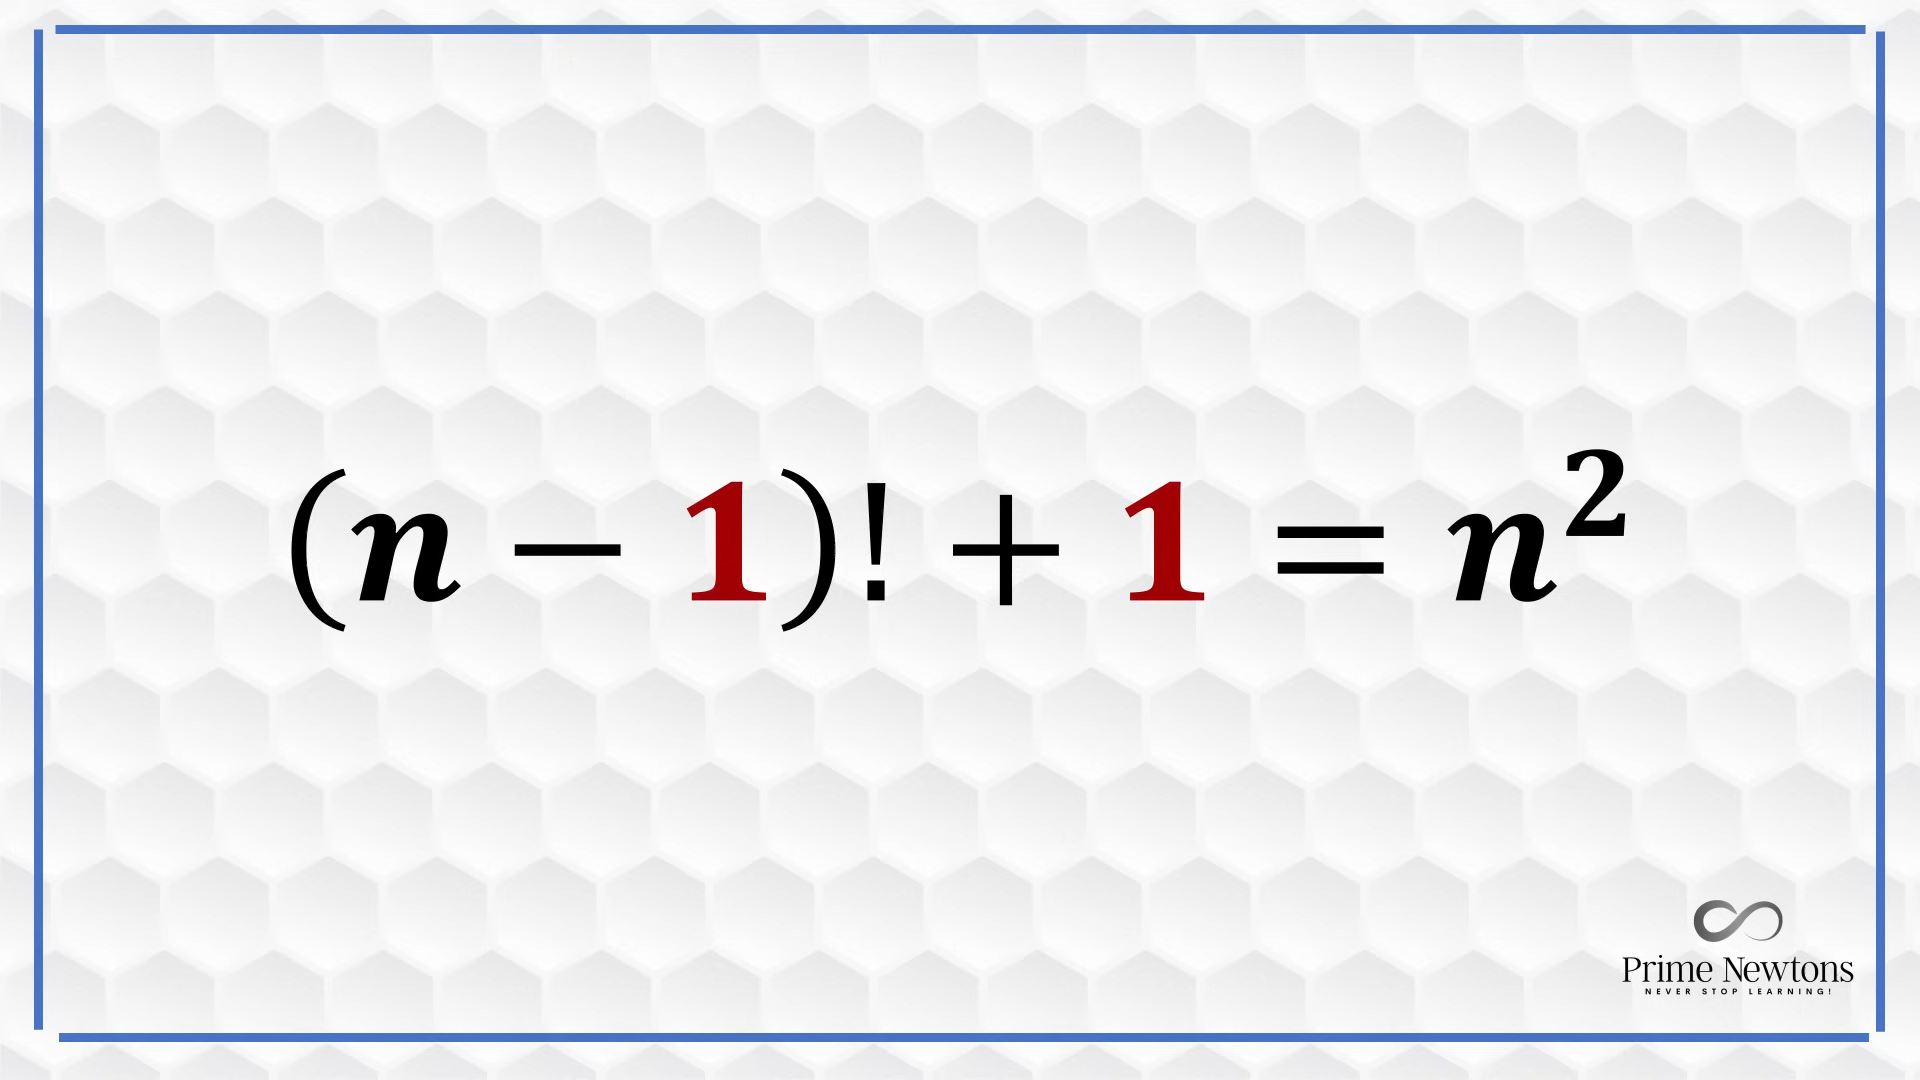 (n − 1)! + 1 = n²
Prime Newtons
NEVER STOP LEARNING!